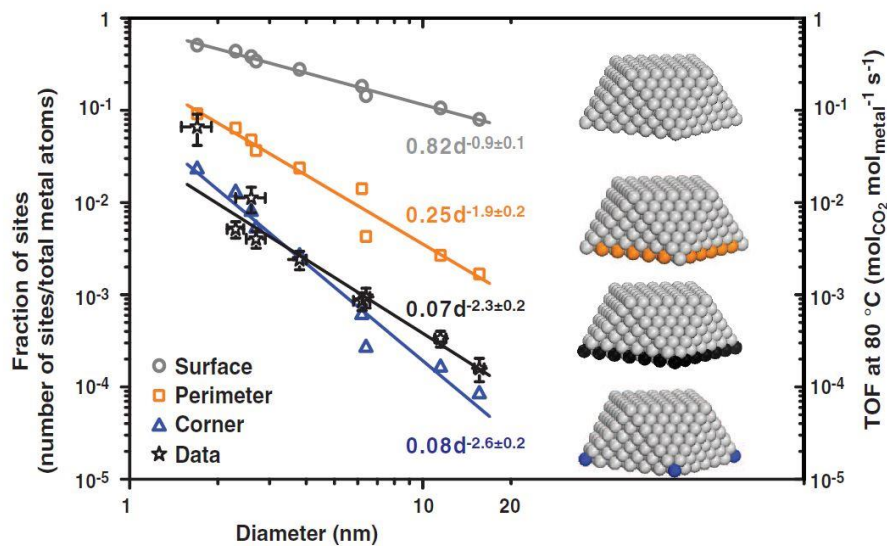 Fraction of sites
(number of sites/total metal atoms)
1
10-1
10-2
10-3
10-4
10-5
0.82d-0.9±0.1
0.25d-1.9±0.2
0.07d-2.3±0.2
0.08d-2.6±0.2
Surface
Perimeter
Corner
Data
1
10
20
Diameter (nm)
1
10-1
10-2
10-3
10-4
10-5
TOF at 80 °C (molCO2 molmetal-1 s-1)